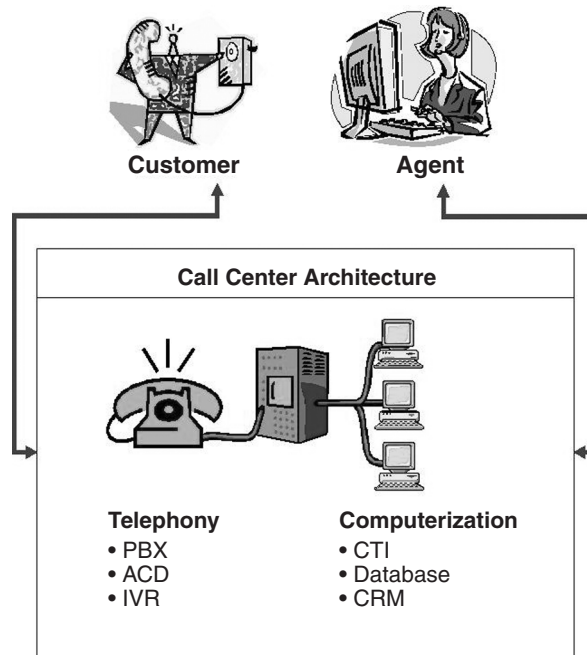 Customer
Agent
Call Center Architecture
Telephony
• PBX
• ACD
• IVR
Computerization
• CTI
• Database
• CRM